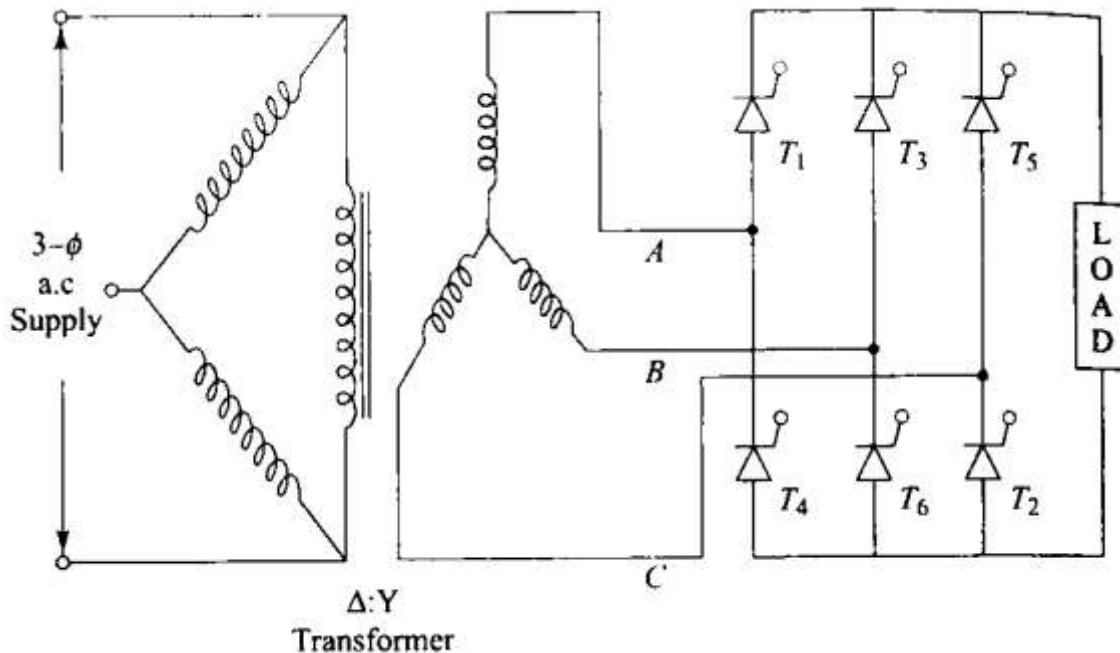 3-ϕ
a.c
Supply
Δ:Y
Transformer
A
B
C
T₁
T₃
T₅
T₄
T₆
T₂
L
O
A
D